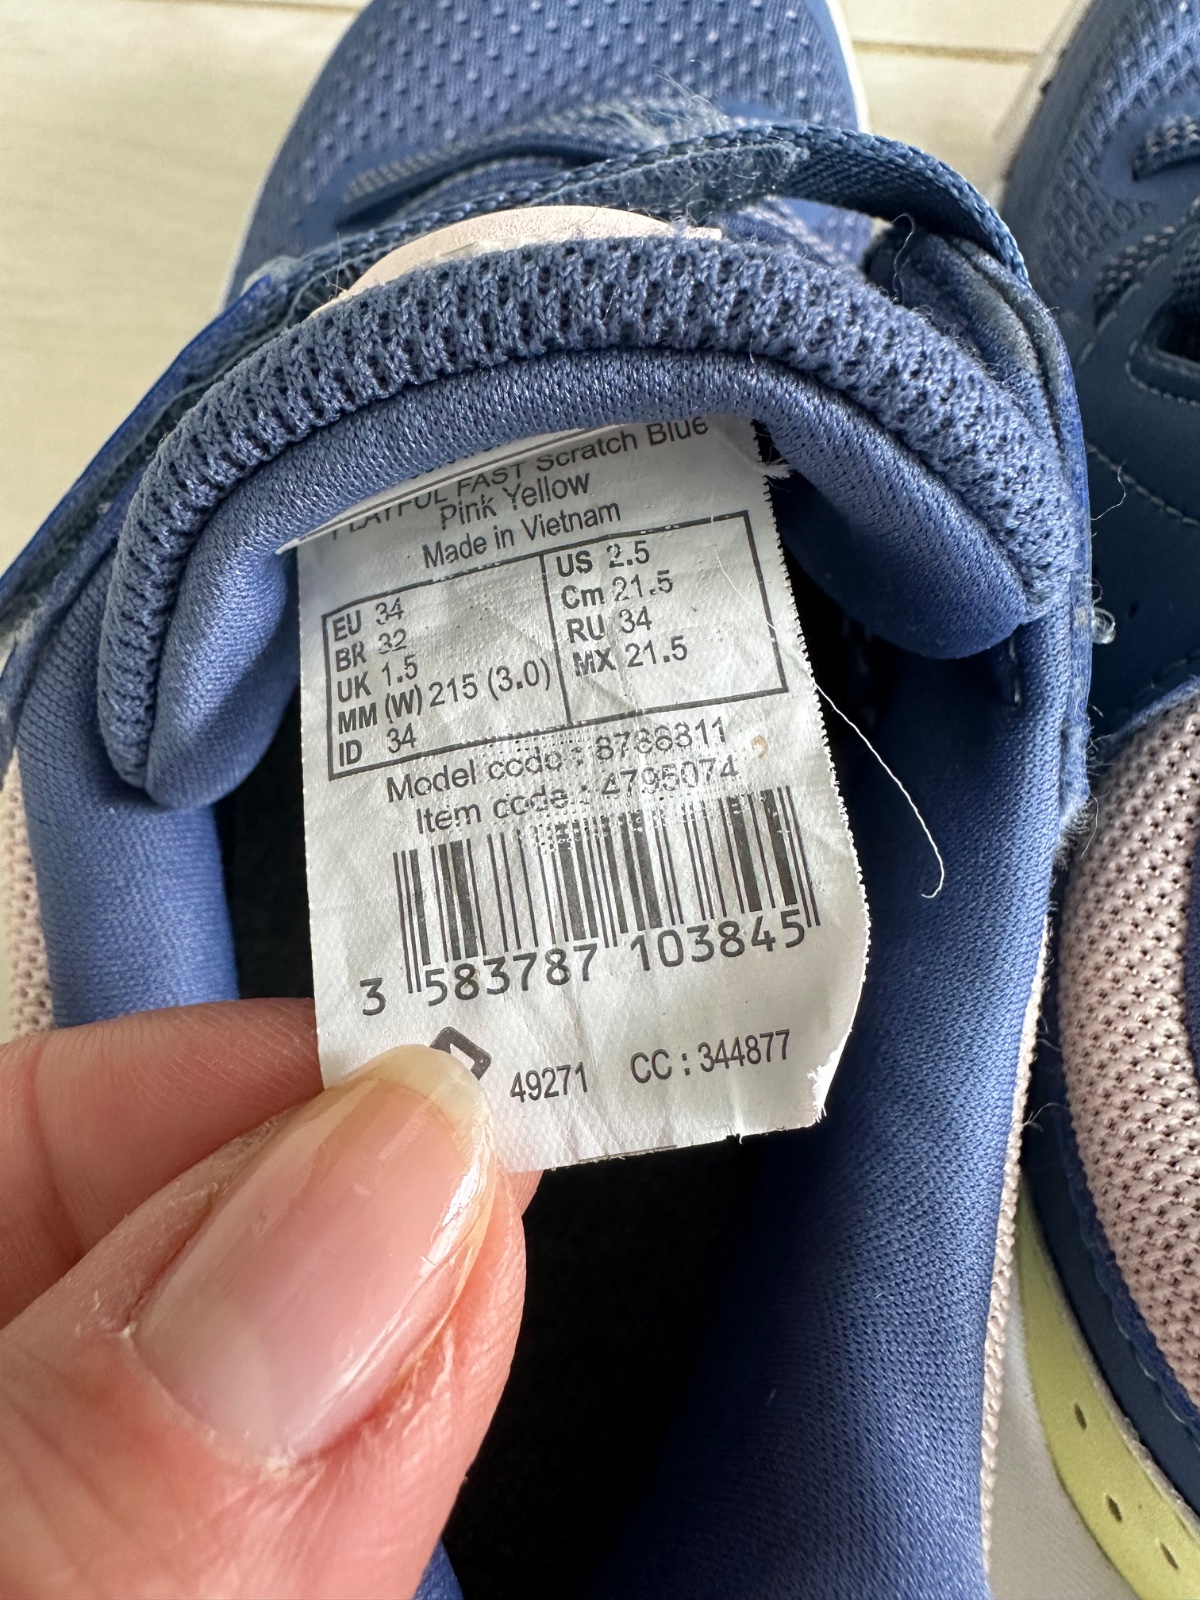 PLAYFUL FAST Scratch Blue
Pink Yellow
Made in Vietnam
EU 34
BR 32
UK 1.5
MM (W) 215 (3.0)
ID 34
US 2.5
Cm 21.5
RU 34
MX 21.5
Model code : 8788311
Item code : 4795074
3 583787 103845
49271 CC : 344877